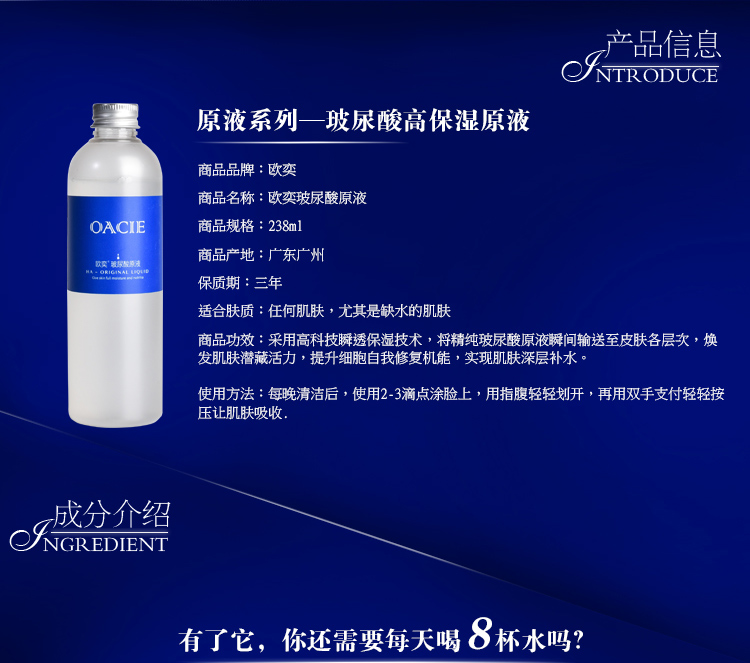 产品信息
INTRODUCE
原液系列—玻尿酸高保湿原液
商品品牌：欧奕
商品名称：欧奕玻尿酸原液
商品规格：238ml
商品产地：广东广州
保质期：三年
适合肤质：任何肌肤，尤其是缺水的肌肤
商品功效：采用高科技瞬透保湿技术，将精纯玻尿酸原液瞬间输送至皮肤各层次，焕
发肌肤潜藏活力，提升细胞自我修复机能，实现肌肤深层补水。
使用方法：每晚清洁后，使用2-3滴点涂脸上，用指腹轻轻划开，再用双手支付轻轻按
压让肌肤吸收.
OACIE
欧奕®玻尿酸原液
HA - ORIGINAL LIQUID
成分介绍
INGREDIENT
有了它，你还需要每天喝8杯水吗?